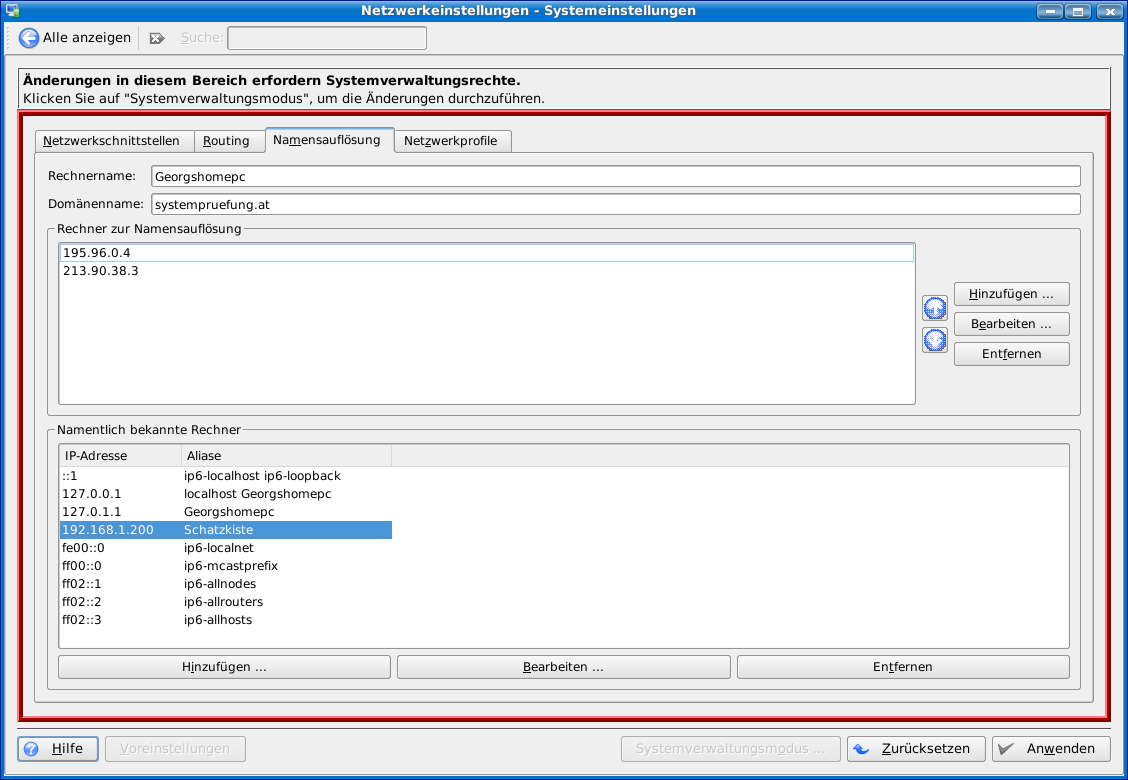 Netzwerkeinstellungen - Systemeinstellungen
Alle anzeigen Suche:
Änderungen in diesem Bereich erfordern Systemverwaltungsrechte.
Klicken Sie auf "Systemverwaltungsmodus", um die Änderungen durchzuführen.
Netzwerkschnittstellen Routing Namensauflösung Netzwerkprofile
Rechnername: Georgshomepc
Domänenname: systempruefung.at
Rechner zur Namensauflösung
195.96.0.4
213.90.38.3
Hinzufügen ...
Bearbeiten ...
Entfernen
Namentlich bekannte Rechner
IP-Adresse Aliase
::1 ip6-localhost ip6-loopback
127.0.0.1 localhost Georgshomepc
127.0.1.1 Georgshomepc
192.168.1.200 Schatzkiste
fe00::0 ip6-localnet
ff00::0 ip6-mcastprefix
ff02::1 ip6-allnodes
ff02::2 ip6-allrouters
ff02::3 ip6-allhosts
Hinzufügen ... Bearbeiten ... Entfernen
Hilfe Voreinstellungen Systemverwaltungsmodus ... Zurücksetzen Anwenden